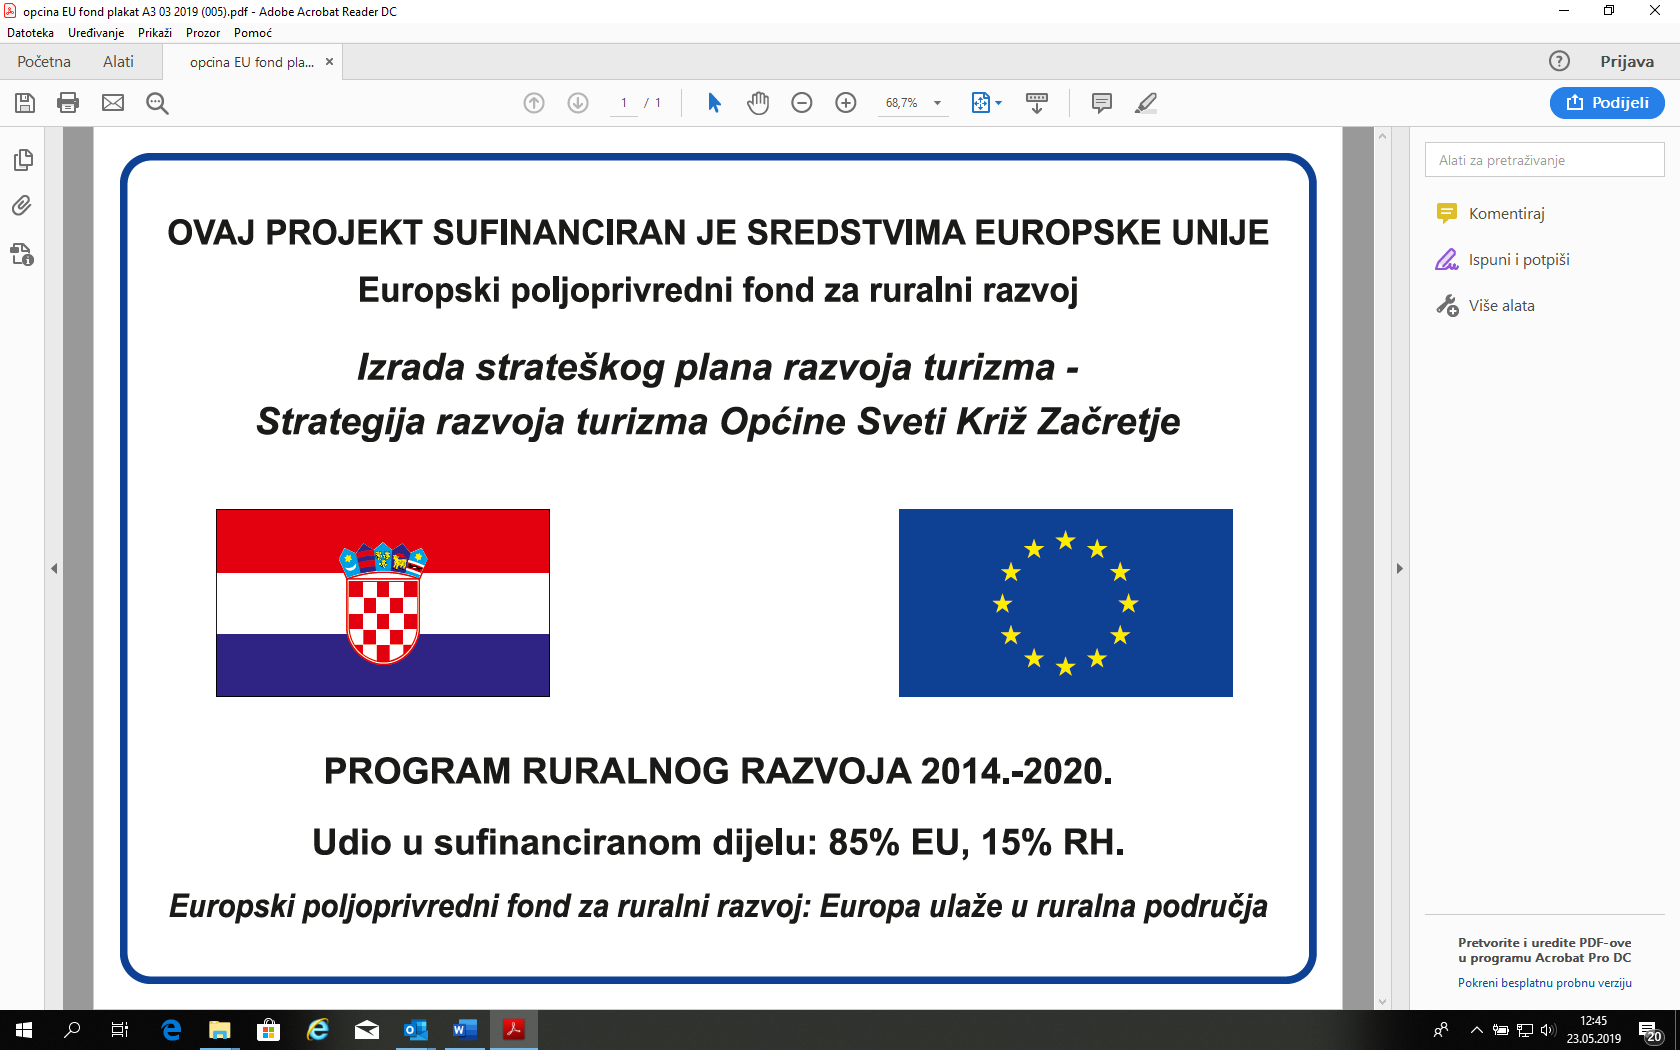 opcina EU fond plakat A3 03 2019 (005).pdf - Adobe Acrobat Reader DC
Datoteka Uređivanje Prikaži Prozor Pomoć
Početna Alati opcina EU fond pla... × ? Prijava
1 / 1 68,7% Podijeli
OVAJ PROJEKT SUFINANCIRAN JE SREDSTVIMA EUROPSKE UNIJE
Europski poljoprivredni fond za ruralni razvoj
Izrada strateškog plana razvoja turizma -
Strategija razvoja turizma Općine Sveti Križ Začretje
PROGRAM RURALNOG RAZVOJA 2014.-2020.
Udio u sufinanciranom dijelu: 85% EU, 15% RH.
Europski poljoprivredni fond za ruralni razvoj: Europa ulaže u ruralna područja
Alati za pretraživanje
Komentiraj
Ispuni i potpiši
Više alata
Pretvorite i uredite PDF-ove
u programu Acrobat Pro DC
Pokreni besplatnu probnu verziju
12:45
23.05.2019
20